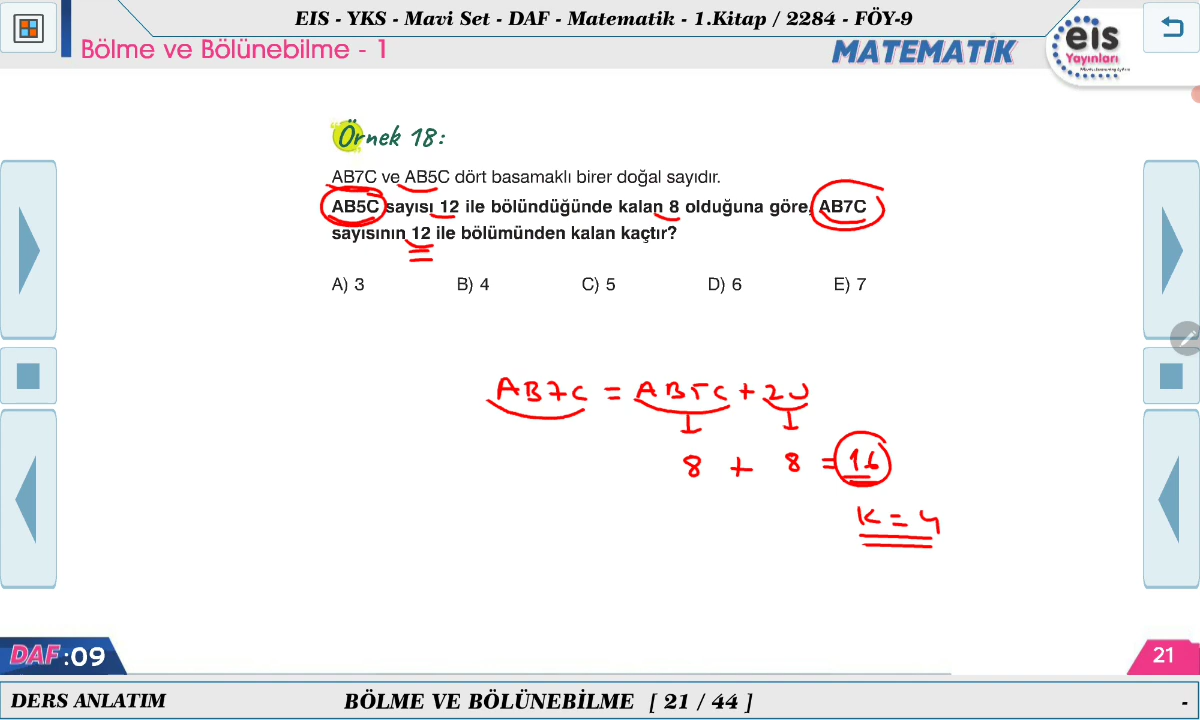 EIS - YKS - Mavi Set - DAF - Matematik - 1.Kitap / 2284 - FÖY-9
Bölme ve Bölünebilme - 1
MATEMATİK
eis
Yayınları
Örnek 18:
AB7C ve AB5C dört basamaklı birer doğal sayıdır.
AB5C sayısı 12 ile bölündüğünde kalan 8 olduğuna göre, AB7C
sayısının 12 ile bölümünden kalan kaçtır?
A) 3 B) 4 C) 5 D) 6 E) 7
AB7C = AB5C + 20
8 + 8 = 16
K = 4
DAF :09
21
DERS ANLATIM
BÖLME VE BÖLÜNEBİLME [ 21 / 44 ]
-